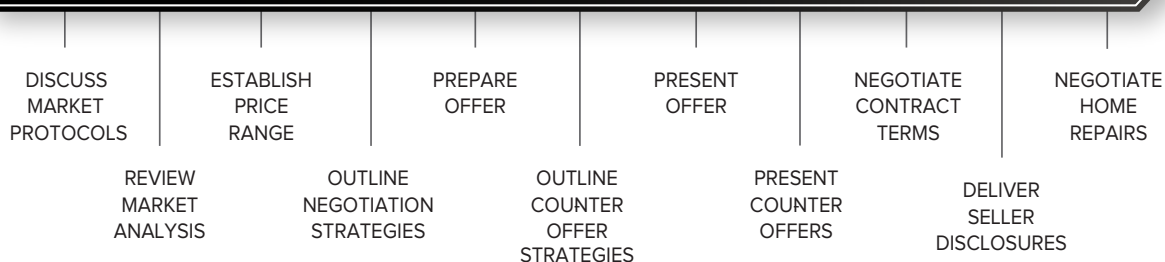 DISCUSS
MARKET
PROTOCOLS
REVIEW
MARKET
ANALYSIS
ESTABLISH
PRICE
RANGE
OUTLINE
NEGOTIATION
STRATEGIES
PREPARE
OFFER
OUTLINE
COUNTER
OFFER
STRATEGIES
PRESENT
OFFER
PRESENT
COUNTER
OFFERS
NEGOTIATE
CONTRACT
TERMS
DELIVER
SELLER
DISCLOSURES
NEGOTIATE
HOME
REPAIRS